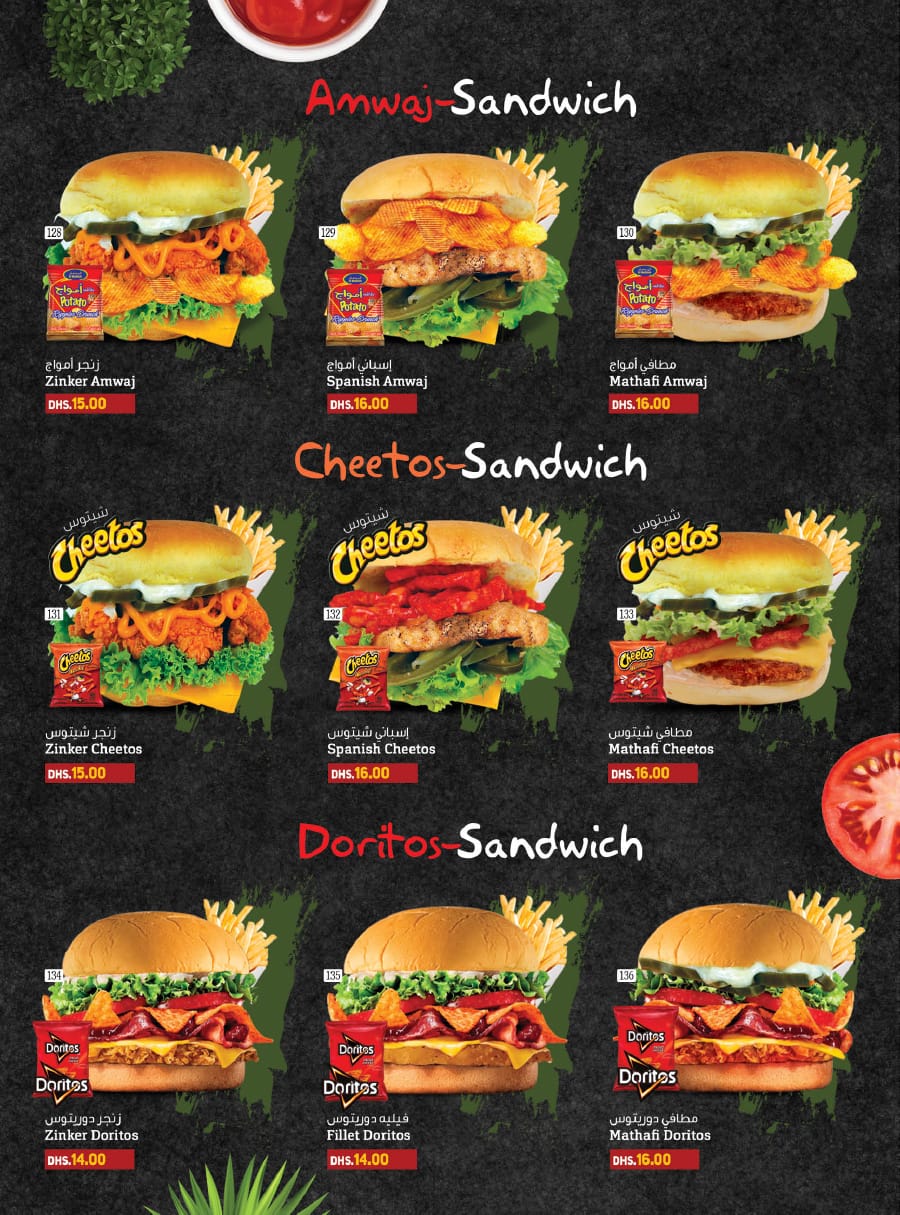 Amwaj-Sandwich
128
129
130
أمواج
Potato
أمواج
Potato
أمواج
Potato
زنجر أمواج
Zinker Amwaj
DHS.15.00
إسباني أمواج
Spanish Amwaj
DHS.16.00
مطافي أمواج
Mathafi Amwaj
DHS.16.00
Cheetos-Sandwich
شيتوس
Cheetos
شيتوس
Cheetos
شيتوس
Cheetos
131
132
133
Cheetos
Cheetos
Cheetos
زنجر شيتوس
Zinker Cheetos
DHS.15.00
إسباني شيتوس
Spanish Cheetos
DHS.16.00
مطافي شيتوس
Mathafi Cheetos
DHS.16.00
Doritos-Sandwich
134
135
136
Doritos
Doritos
Doritos
Doritos
Doritos
Doritos
زنجر دوريتوس
Zinker Doritos
DHS.14.00
فيليه دوريتوس
Fillet Doritos
DHS.14.00
مطافي دوريتوس
Mathafi Doritos
DHS.16.00